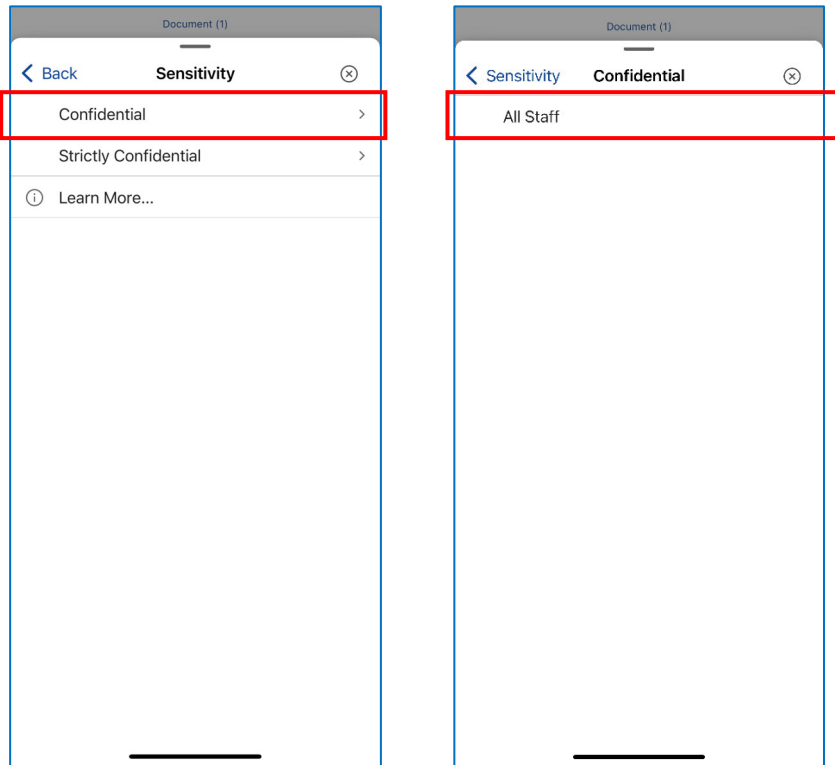 Document (1)
Back Sensitivity
Confidential
Strictly Confidential
Learn More...
Document (1)
Sensitivity Confidential
All Staff